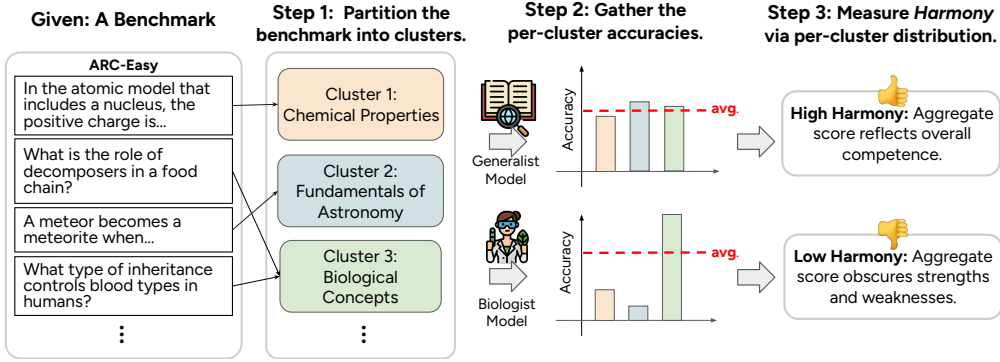 Given: A Benchmark
ARC-Easy
In the atomic model that
includes a nucleus, the
positive charge is...
What is the role of
decomposers in a food
chain?
A meteor becomes a
meteorite when...
What type of inheritance
controls blood types in
humans?
Step 1: Partition the
benchmark into clusters.
Cluster 1:
Chemical Properties
Cluster 2:
Fundamentals of
Astronomy
Cluster 3:
Biological
Concepts
Step 2: Gather the
per-cluster accuracies.
Generalist
Model
Accuracy
avg.
Biologist
Model
Accuracy
avg.
Step 3: Measure Harmony
via per-cluster distribution.
High Harmony: Aggregate
score reflects overall
competence.
Low Harmony: Aggregate
score obscures strengths
and weaknesses.